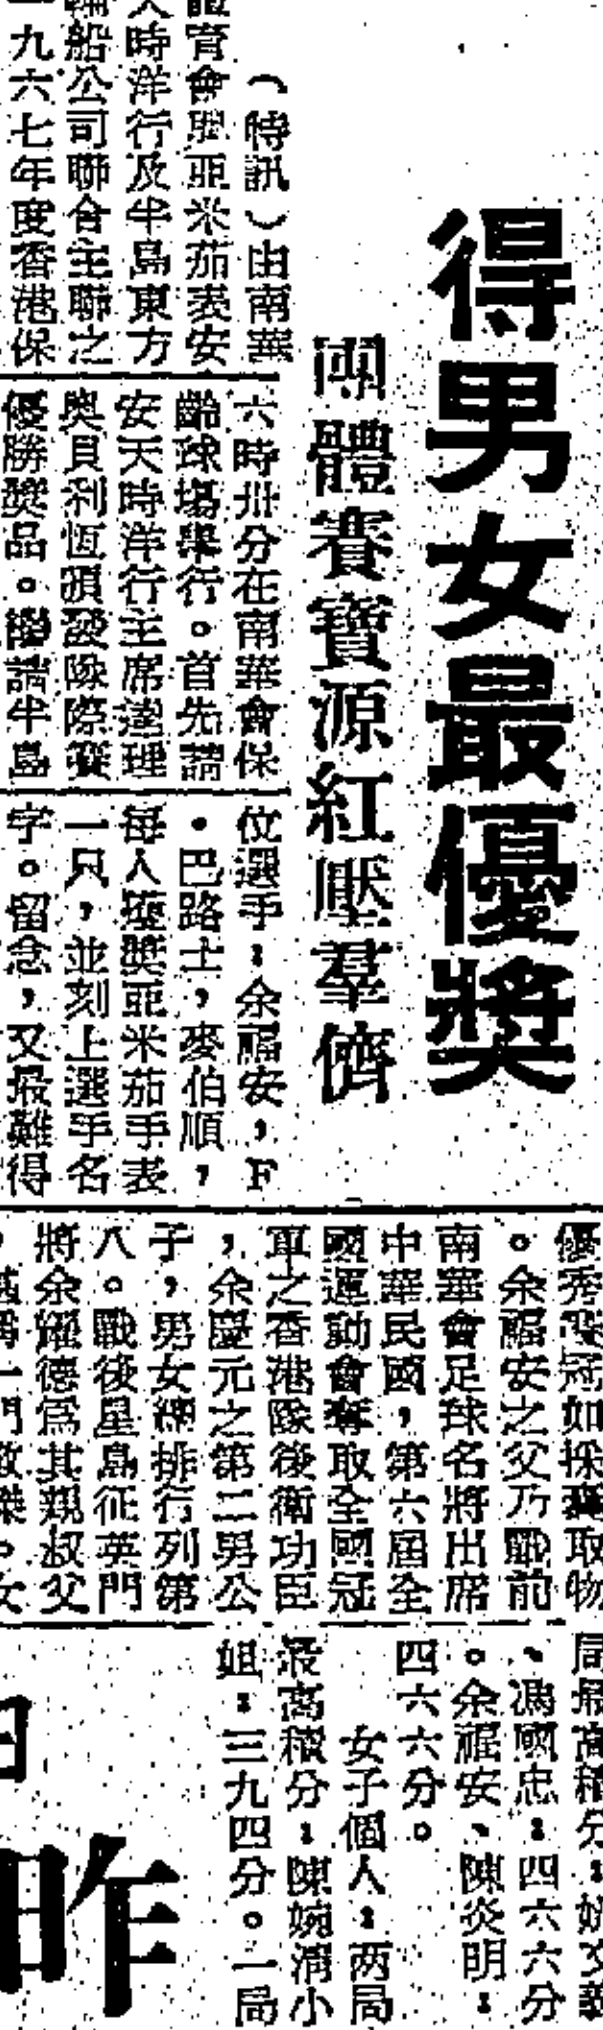 得男女最優獎
團體賽寶源紅壓羣儕
（特訊）由南華
體育會與亞米茄表安
天時洋行及半島東方
輪船公司聯合主聯之
一九六七年度香港保
六時卅分在南華會保
齡球場舉行。首先請
安天時洋行主席達理
奧貝利恆頒發隊際賽
優勝獎品。繼請半島
位選手：余福安，F
．巴路士，麥伯順，
每人獲獎亞米茄手表
一只，並刻上選手名
字。留念，又最難得
優秀冠如採囊取物
。余福安之父乃戰前
南華會足球名將出席
中華民國，第六屆全
國運動會奪取全國冠
軍之香港隊後衛功臣
，余慶元之第二男公
子，男女總排行列第
八。戰後星島征英門
將余耀德爲其親叔父
一門
局最高積分：
、馮國忠：四六六分
。余福安、陳炎明：
四六六分。
女子個人：两局
最高積分：陳婉湄小
姐：三九四分。一局
昨